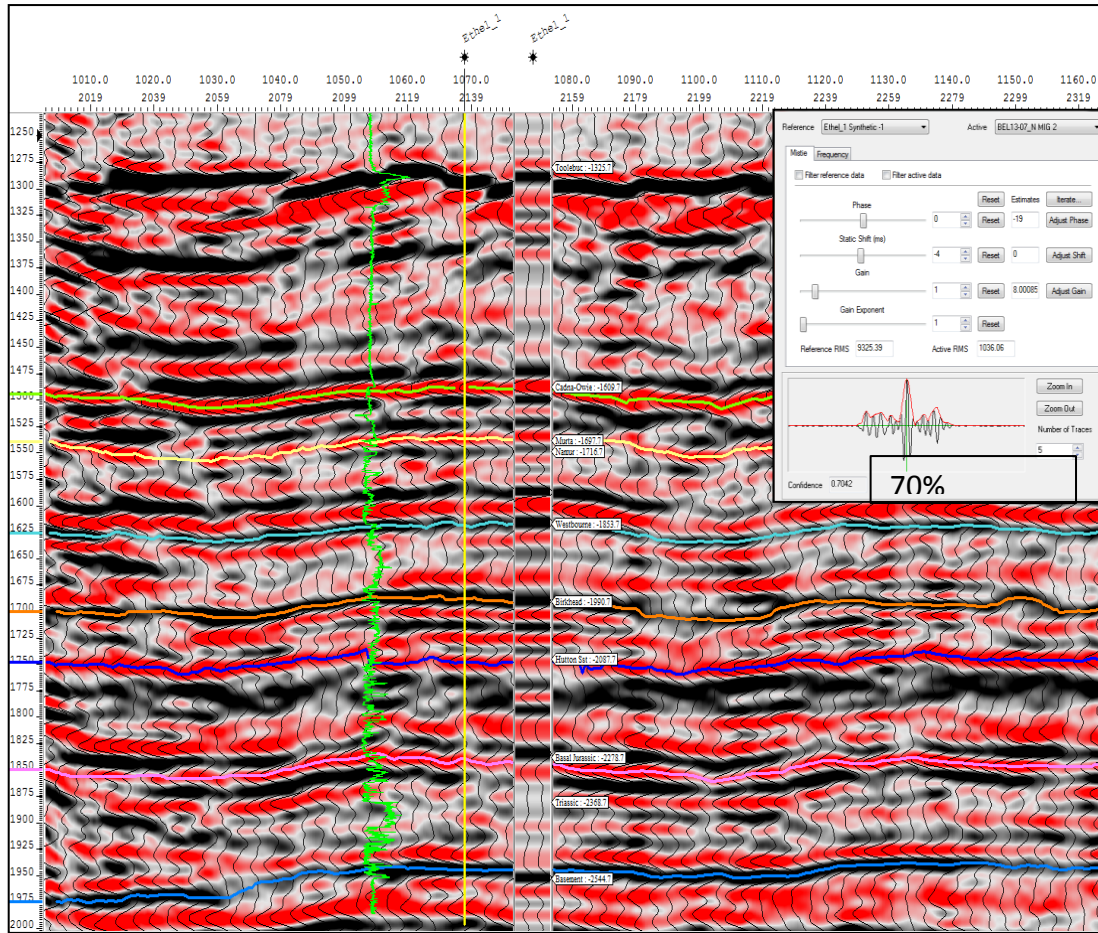 Ethel_1 Ethel_1
1010.0 1020.0 1030.0 1040.0 1050.0 1060.0 1070.0 1080.0 1090.0 1100.0 1110.0 1120.0 1130.0 1140.0 1150.0 1160.0
2019 2039 2059 2079 2099 2119 2139 2159 2179 2199 2219 2239 2259 2279 2299 2319
1250
1275
1300
1325
1350
1375
1400
1425
1450
1475
1500
1525
1550
1575
1600
1625
1650
1675
1700
1725
1750
1775
1800
1825
1850
1875
1900
1925
1950
1975
2000
Toolebuc : -1325.7
Cadna-Owie : -1609.7
Murta : -1697.7
Namur : -1716.7
Westbourne : -1853.7
Birkhead : -1990.7
Hutton Sst : -2087.7
Basal Jurassic : -2278.7
Triassic : -2368.7
Basement : -2544.7
Reference Ethel_1 Synthetic -1 Active BEL13-07_N MIG 2
Mistie Frequency
Filter reference data Filter active data
Reset Estimates Iterate...
Phase
0 Reset -19 Adjust Phase
Static Shift (ms)
-4 Reset 0 Adjust Shift
Gain
1 Reset 8.00085 Adjust Gain
Gain Exponent
1 Reset
Reference RMS 9325.39 Active RMS 1036.06
Zoom In
Zoom Out
Number of Traces
5
Confidence 0.7042
70%